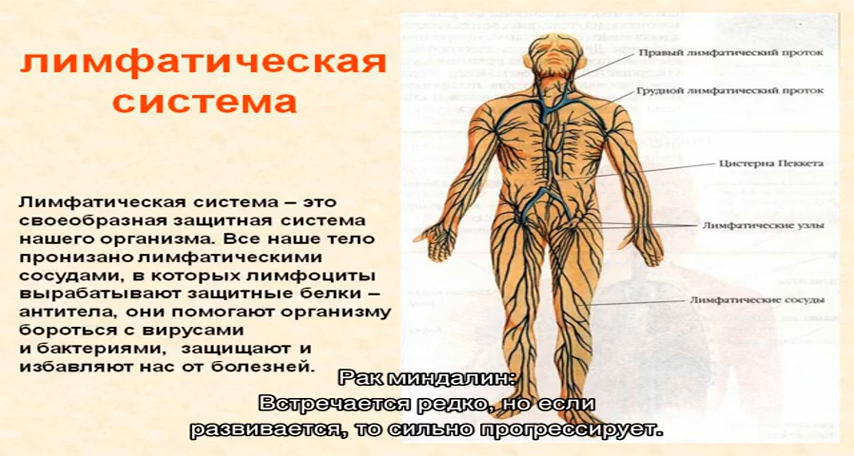 лимфатическая
система
Лимфатическая система – это
своеобразная защитная система
нашего организма. Все наше тело
пронизано лимфатическими
сосудами, в которых лимфоциты
вырабатывают защитные белки –
антитела, они помогают организму
бороться с вирусами
и бактериями, защищают и
избавляют нас от болезней.
Правый лимфатический проток
Грудной лимфатический проток
Цистерна Пеккета
Лимфатические узлы
Лимфатические сосуды
Рак миндалин:
Встречается редко, но если
развивается, то сильно прогрессирует.